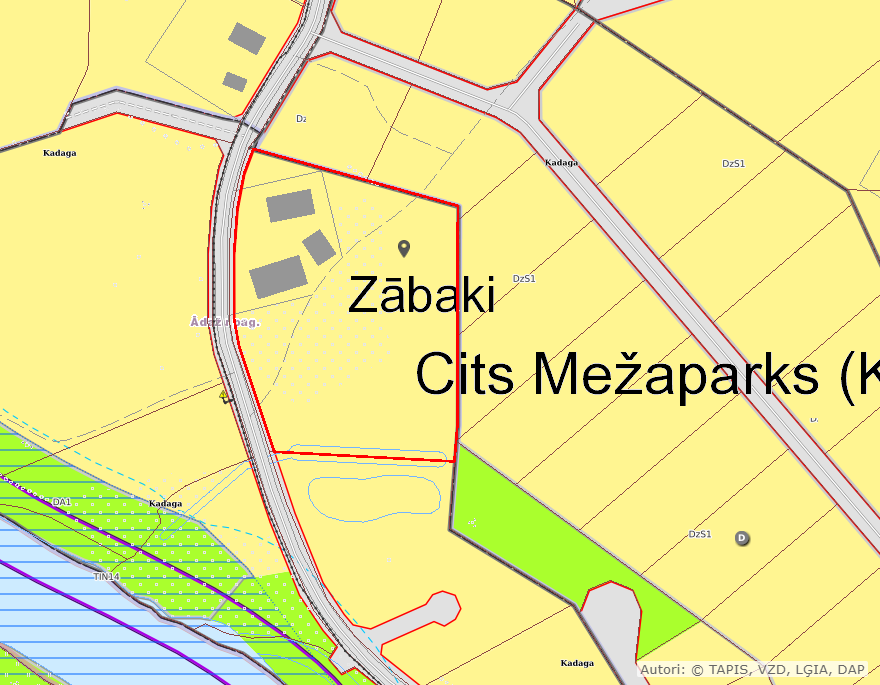 Dz
Kadaga
Kadaga
DzS1
Zābaki
DzS1
Ādažu pag.
Cits Mežaparks (K
D.
DA1
Kadaga
DzS1
D
TIN14
Kadaga
Autori: © TAPIS, VZD, LĢIA, DAP